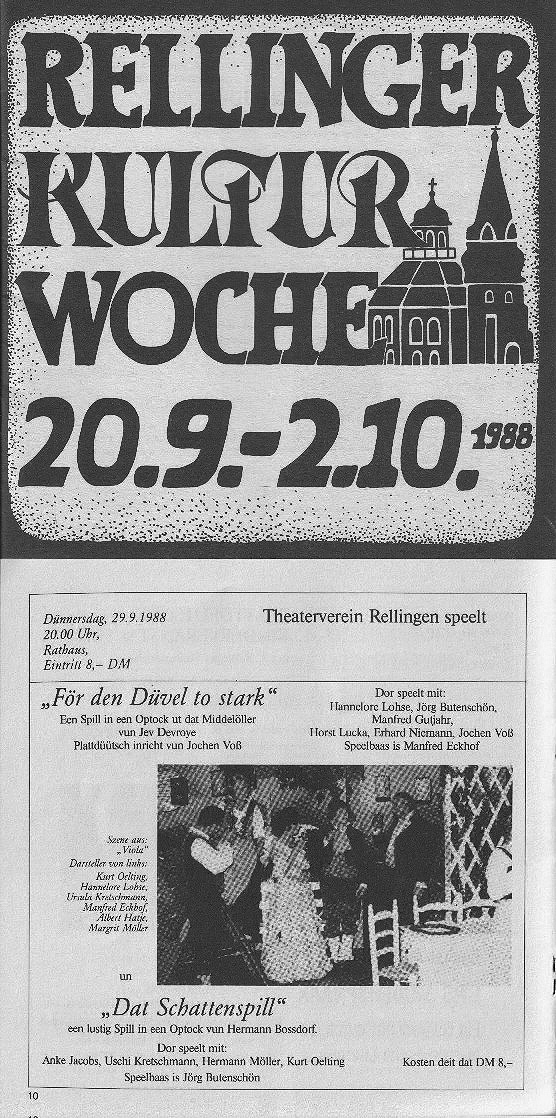 RELLINGER
KULTUR
WOCHE
20.9.-2.10. 1988
Dünnersdag, 29.9.1988
20.00 Uhr,
Rathaus,
Eintritt 8,– DM
Theaterverein Rellingen speelt
„För den Düvel to stark“
Een Spill in een Optock ut dat Middelöller
vun Jev Devroye
Plattdüütsch inricht vun Jochen Voß
Dor speelt mit:
Hannelore Lohse, Jörg Butenschön,
Manfred Gutjahr,
Horst Lucka, Erhard Niemann, Jochen Voß
Speelbaas is Manfred Eckhof
Szene aus:
„Viola“
Darsteller von links:
Kurt Oelting,
Hannelore Lohse,
Ursula Kretschmann,
Manfred Eckhof,
Albert Hatje,
Margrit Möller
un
„Dat Schattenspill“
een lustig Spill in een Optock vun Hermann Bossdorf.
Dor speelt mit:
Anke Jacobs, Uschi Kretschmann, Hermann Möller, Kurt Oelting
Speelbaas is Jörg Butenschön
Kosten deit dat DM 8,–
10